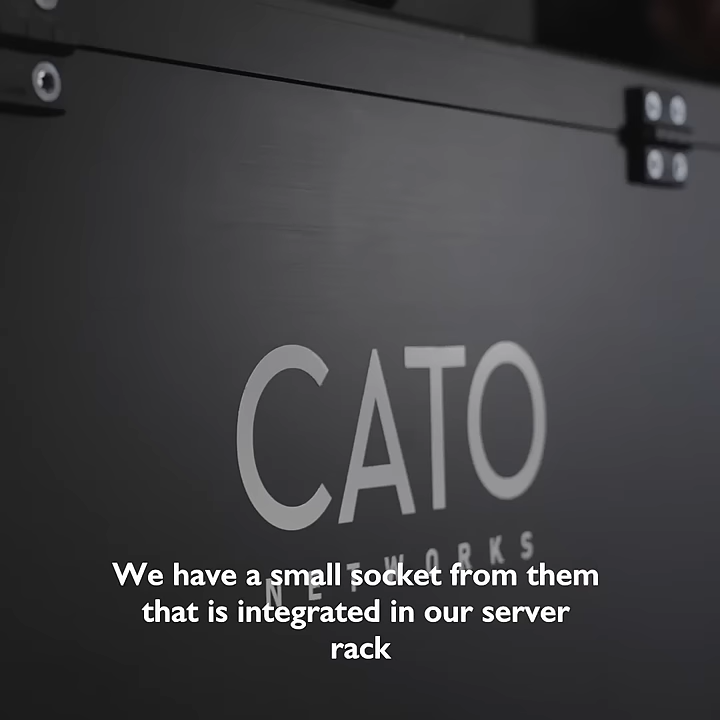 CATO
NETWORKS
We have a small socket from them
that is integrated in our server
rack